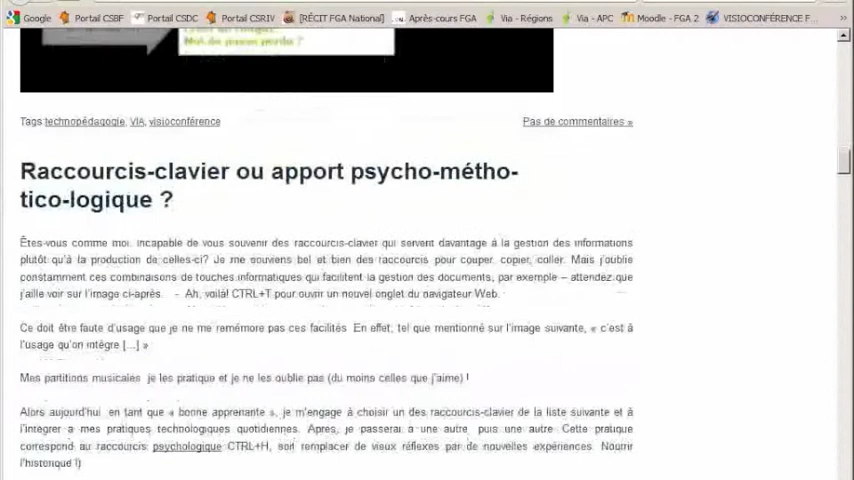 Google Portal CSBF Portal CSDC Portal CSRIV [RÉCIT FGA National] Après-cours FGA Via - Régions Via - APC Moodle - FGA 2 VISIOCONFÉRENCE F... »
Mot de passe perdu ?
Tags technopédagogie, VIA, visioconférence Pas de commentaires »
Raccourcis-clavier ou apport psycho-métho-
tico-logique ?
Êtes-vous comme moi, incapable de vous souvenir des raccourcis-clavier qui servent davantage à la gestion des informations
plutôt qu'à la production de celles-ci? Je me souviens bel et bien des raccourcis pour couper, copier, coller. Mais j'oublie
constamment ces combinaisons de touches informatiques qui facilitent la gestion des documents, par exemple – attendez que
j'aille voir sur l'image ci-après. - Ah, voilà! CTRL+T pour ouvrir un nouvel onglet du navigateur Web.
Ce doit être faute d'usage que je ne me remémore pas ces facilités En effet, tel que mentionné sur l'image suivante, « c'est à
l'usage qu'on intègre [...] »
Mes partitions musicales je les pratique et je ne les oublie pas (du moins celles que j'aime) !
Alors aujourd'hui en tant que « bonne apprenante », je m'engage à choisir un des raccourcis-clavier de la liste suivante et à
l'integrer a mes pratiques technologiques quotidiennes. Apres, je passerai a une autre puis une autre Cette pratique
correspond au raccourcis psychologique CTRL+H, soit remplacer de vieux réflexes par de nouvelles expériences. Nourrir
l'historique !)